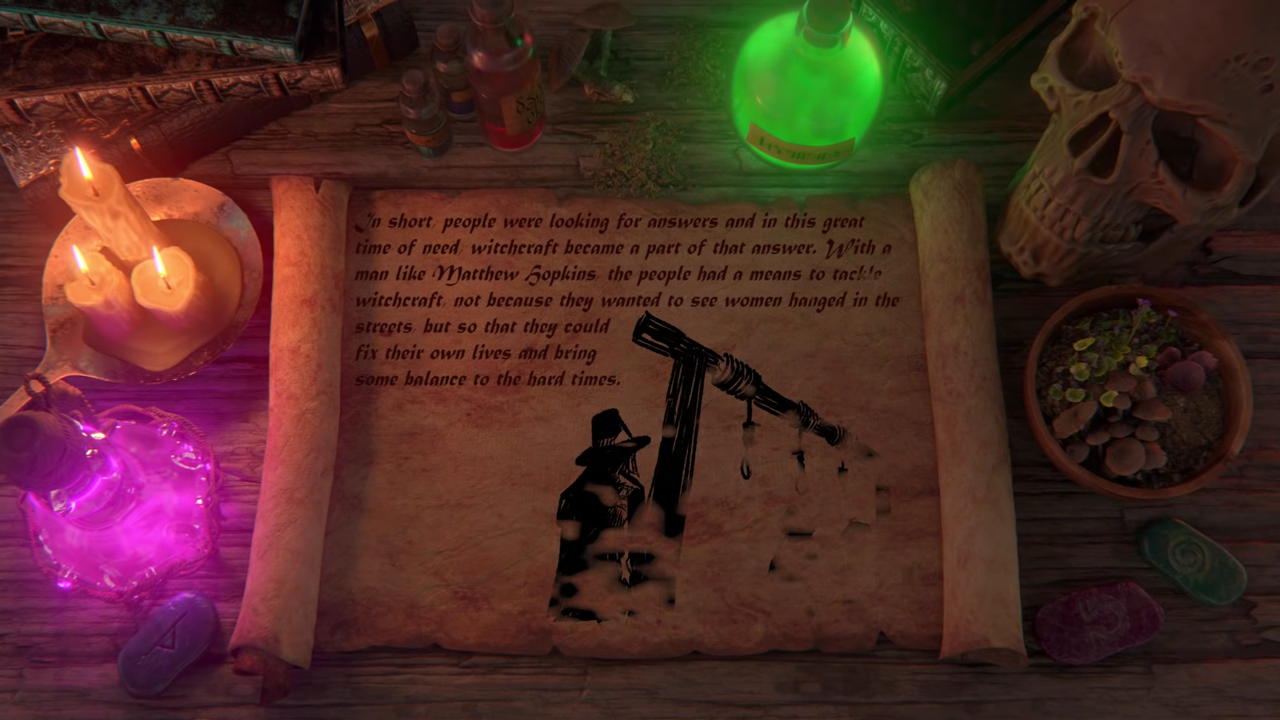 In short, people were looking for answers and in this great
time of need, witchcraft became a part of that answer. With a
man like Matthew Hopkins, the people had a means to tackle
witchcraft, not because they wanted to see women hanged in the
streets, but so that they could
fix their own lives and bring
some balance to the hard times.